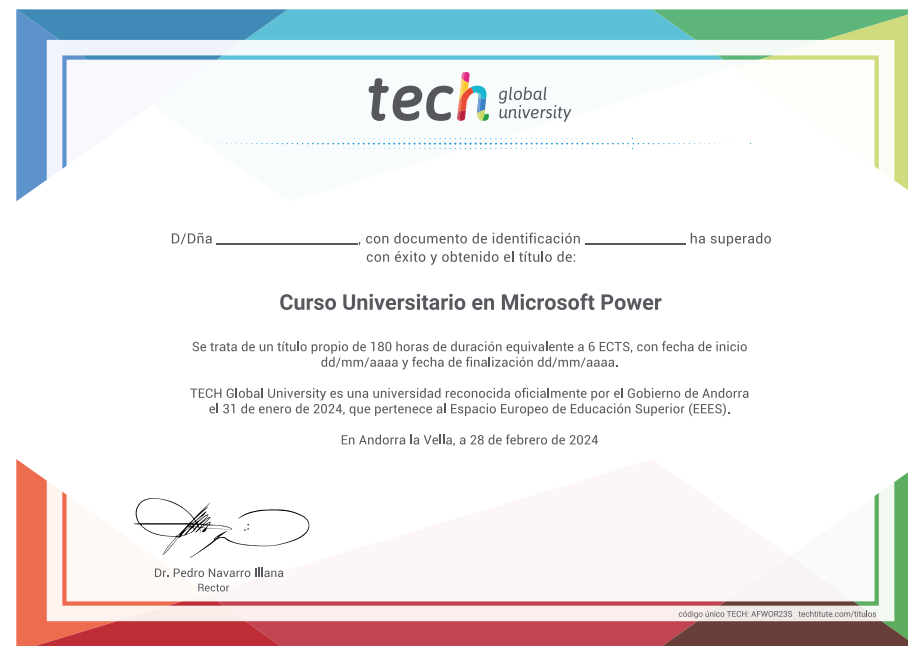 tech global
university
D/Dña ____________________, con documento de identificación ______________ ha superado
con éxito y obtenido el título de:
Curso Universitario en Microsoft Power
Se trata de un título propio de 180 horas de duración equivalente a 6 ECTS, con fecha de inicio
dd/mm/aaaa y fecha de finalización dd/mm/aaaa.
TECH Global University es una universidad reconocida oficialmente por el Gobierno de Andorra
el 31 de enero de 2024, que pertenece al Espacio Europeo de Educación Superior (EEES).
En Andorra la Vella, a 28 de febrero de 2024
Dr. Pedro Navarro Illana
Rector
código único TECH: AFWOR23S techtitute.com/titulos